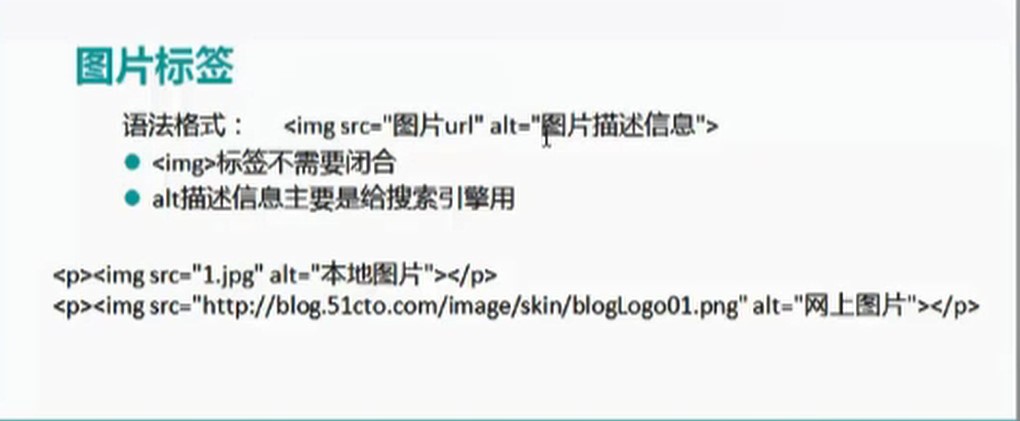 图片标签
语法格式： <img src="图片url" alt="图片描述信息">
<img>标签不需要闭合
alt描述信息主要是给搜索引擎用
<p><img src="1.jpg" alt="本地图片"></p>
<p><img src="http://blog.51cto.com/image/skin/blogLogo01.png" alt="网上图片"></p>